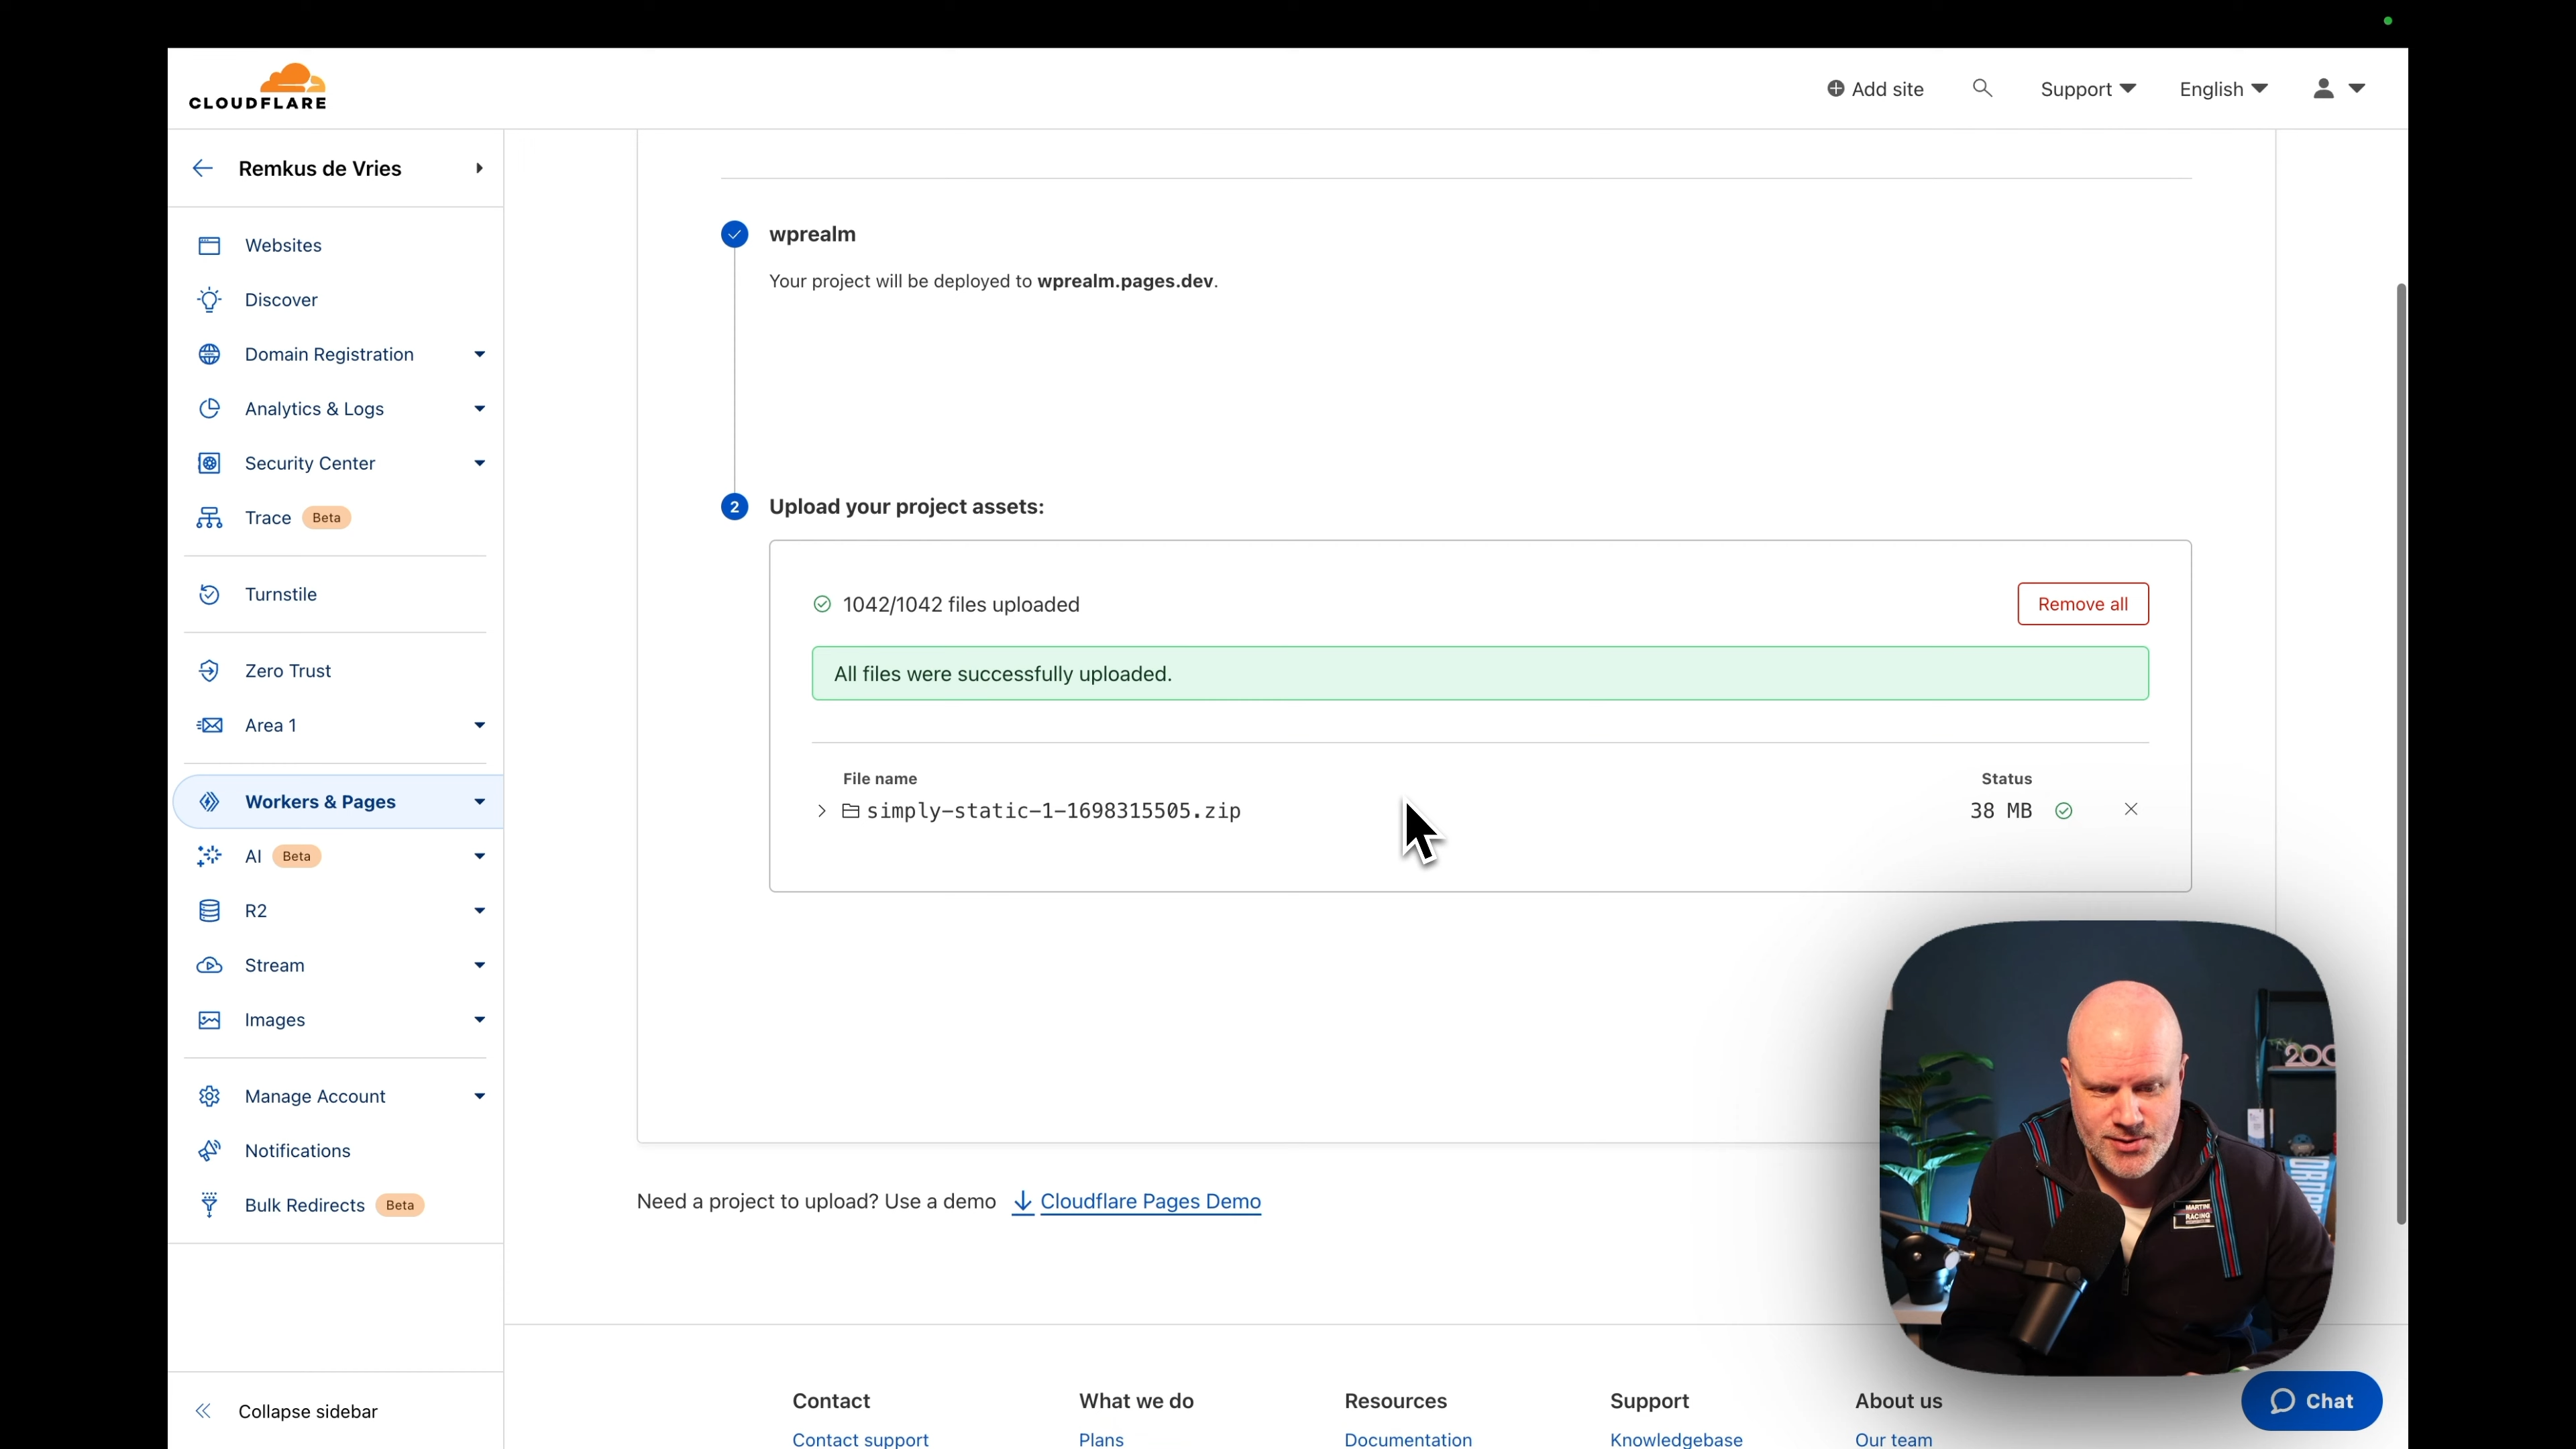 CLOUDFLARE
Add site
Support
English
Remkus de Vries
Websites
Discover
Domain Registration
Analytics & Logs
Security Center
Trace Beta
Turnstile
Zero Trust
Area 1
Workers & Pages
AI Beta
R2
Stream
Images
Manage Account
Notifications
Bulk Redirects Beta
Collapse sidebar
wprealm
Your project will be deployed to wprealm.pages.dev.
2 Upload your project assets:
1042/1042 files uploaded
Remove all
All files were successfully uploaded.
File name Status
simply-static-1-1698315505.zip 38 MB
Need a project to upload? Use a demo Cloudflare Pages Demo
200
MARTINI
RACING
Contact What we do Resources Support About us
Contact support Plans Documentation Knowledgebase Our team
Chat